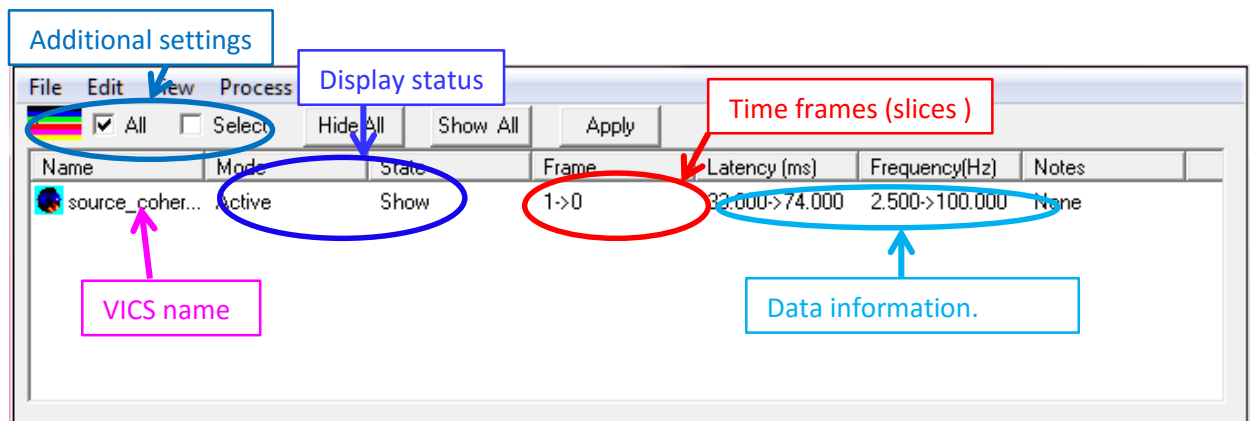 Additional settings
Display status
File Edit View Process
Time frames (slices )
All Select Hide All Show All Apply
Name Mode State Frame Latency (ms) Frequency(Hz) Notes
source_coher... Active Show 1->0 33.000->74.000 2.500->100.000 None
VICS name
Data information.